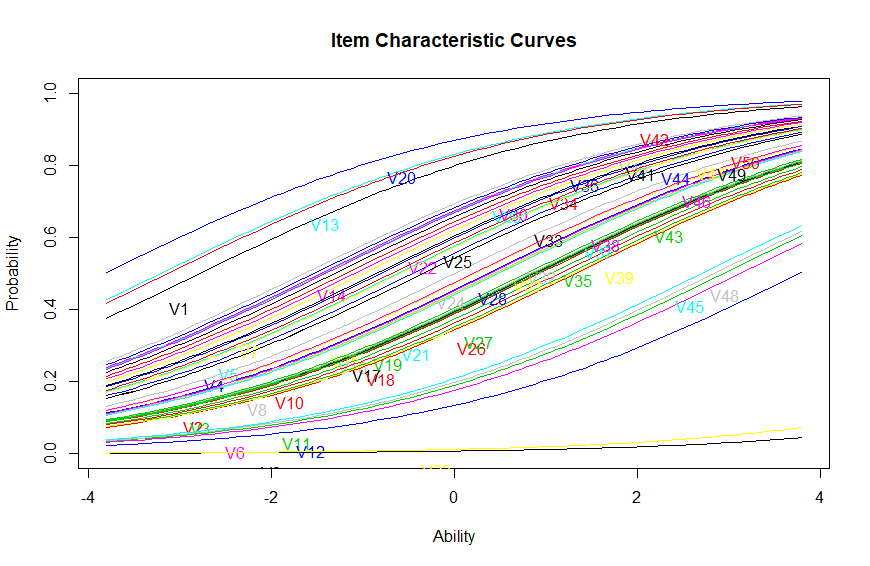 Item Characteristic Curves
Probability
1.0
0.8
0.6
0.4
0.2
0.0
V42
V50
V20
V36
V41
V44
V49
V34
V46
V13
V30
V33
V38
V43
V25
V22
V35
V39
V14
V1
V24
V28
V48
V45
V27
V26
V21
V19
V5
V17
V18
V4
V8
V10
V2
V3
V11
V6
V12
-4
-2
0
2
4
Ability